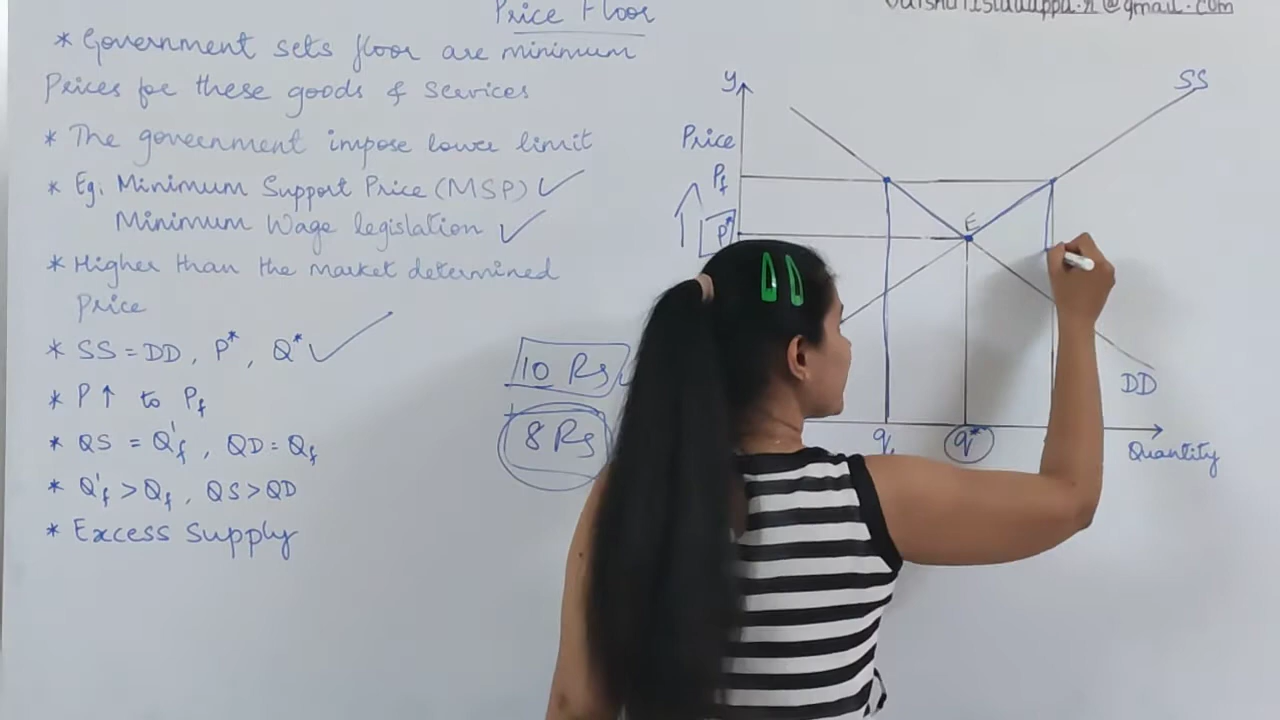 Price Floor
* Government sets floor are minimum
Prices for these goods & services
* The government impose lower limit
* Eg: Minimum Support Price (MSP) ✓
Minimum Wage legislation ✓
* Higher than the market determined
price
* SS = DD, P*, Q* ✓
* P ↑ to Pf
* QS = Q'f, QD = Qf
* Q'f > Qf, QS > QD
* Excess Supply
10 Rs
8 Rs
@gmail.com
y
SS
Price
Pf
P*
E
DD
q*
Quantity